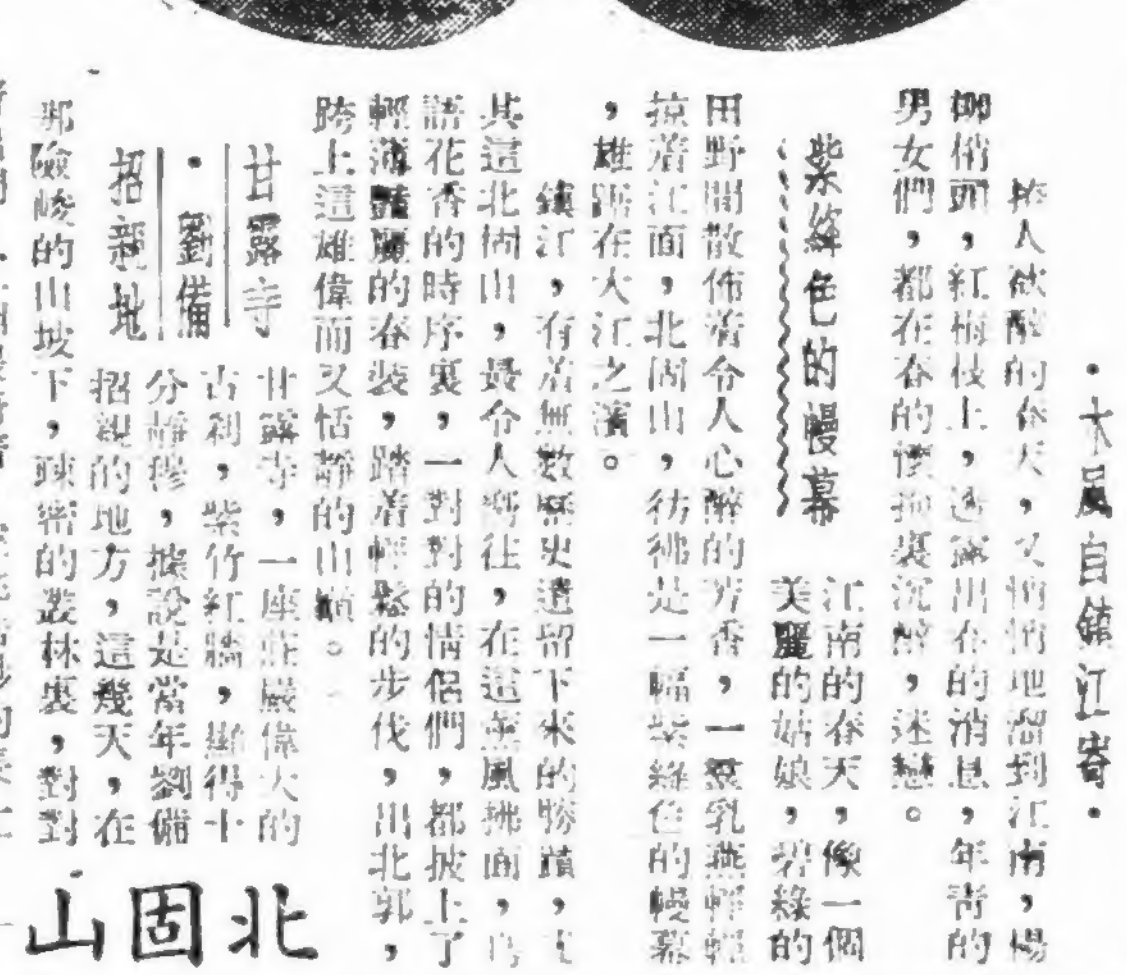 ・木風自鎮江寄・
人欲醉的春天,又悄悄地溜到江南,楊
柳俏頭,紅梅枝上,透露出春的消息,年青的
男女們,都在春的懷抱裏沉醉,迷戀。
紫絳色的幔幕
江南的春天,像一個
美麗的姑娘,碧綠的
田野間散佈着令人心醉的芳香,一羣乳燕輕輕
掠着江面,北固山,彷彿是一幅紫絳色的幔幕
,雄踞在大江之濱。
鎮江,有着無數歷史遺留下來的勝蹟,尤
其這北固山,最令人嚮往,在這薰風拂面,鳥
語花香的時序裏,一對對的情侶們,都披上了
輕薄豔麗的春裝,踏着輕鬆的步伐,出北郭,
跨上這雄偉而又恬靜的山巔。
甘露寺
・劉備
招親地
甘露寺,一座莊嚴偉大的
古刹,紫竹紅牆,顯得十
分靜穆,據說是當年劉備
招親的地方,這幾天,在
那險峻的山坡下,踈密的叢林裏,對對
北固山